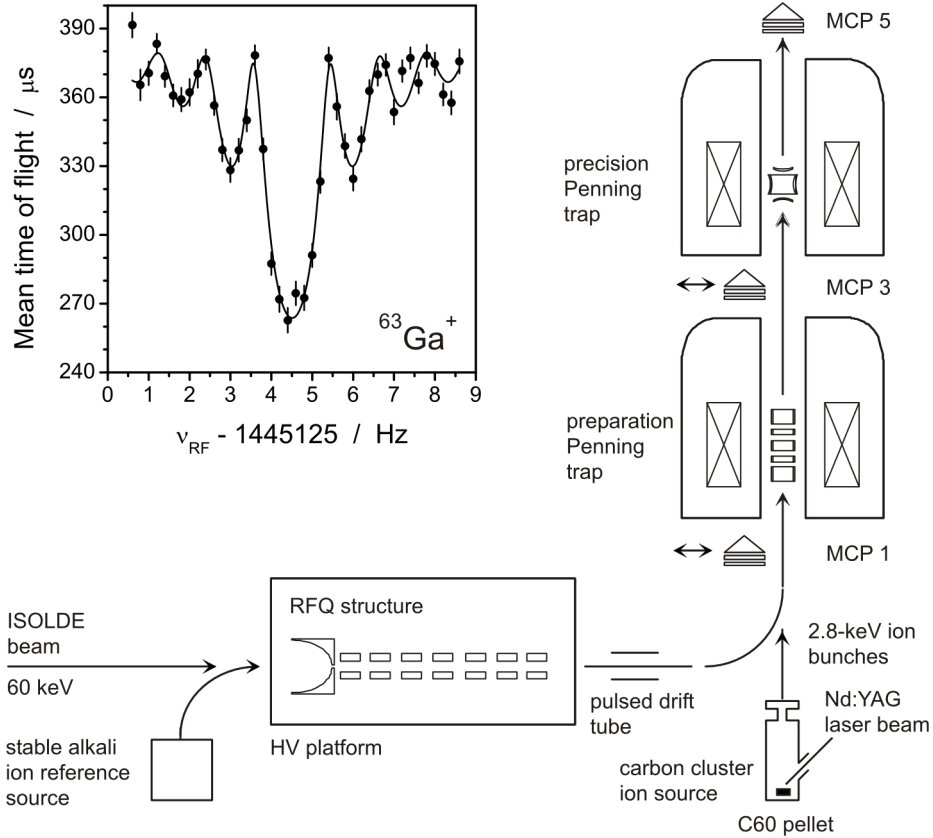 390
360
330
300
270
240
Mean time of flight / μs
0 1 2 3 4 5 6 7 8 9
ν_RF - 1445125 / Hz
⁶³Ga⁺
MCP 5
precision
Penning
trap
MCP 3
preparation
Penning
trap
MCP 1
ISOLDE
beam
60 keV
stable alkali
ion reference
source
RFQ structure
HV platform
pulsed drift
tube
2.8-keV ion
bunches
Nd:YAG
laser beam
carbon cluster
ion source
C60 pellet